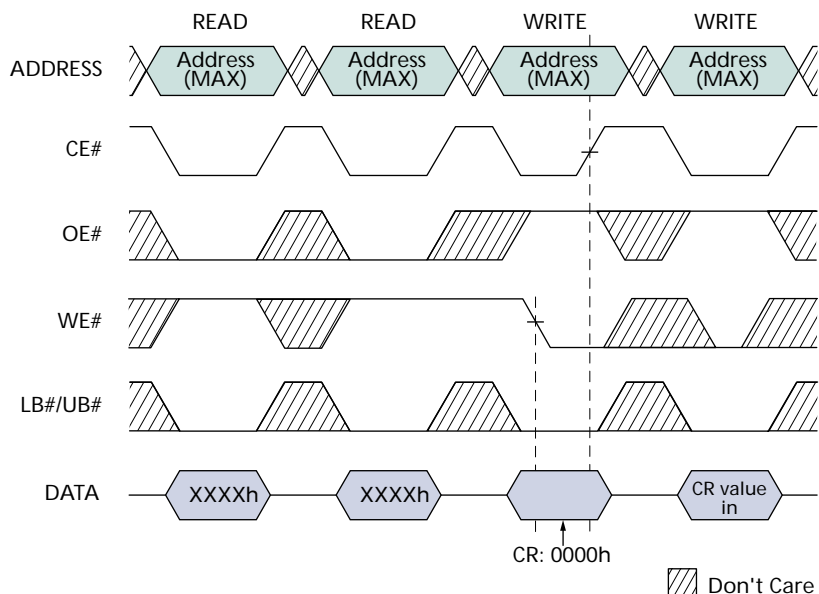 READ READ WRITE WRITE
ADDRESS
Address
(MAX)
Address
(MAX)
Address
(MAX)
Address
(MAX)
CE#
OE#
WE#
LB#/UB#
DATA
XXXXh
XXXXh
CR value
in
CR: 0000h
Don't Care